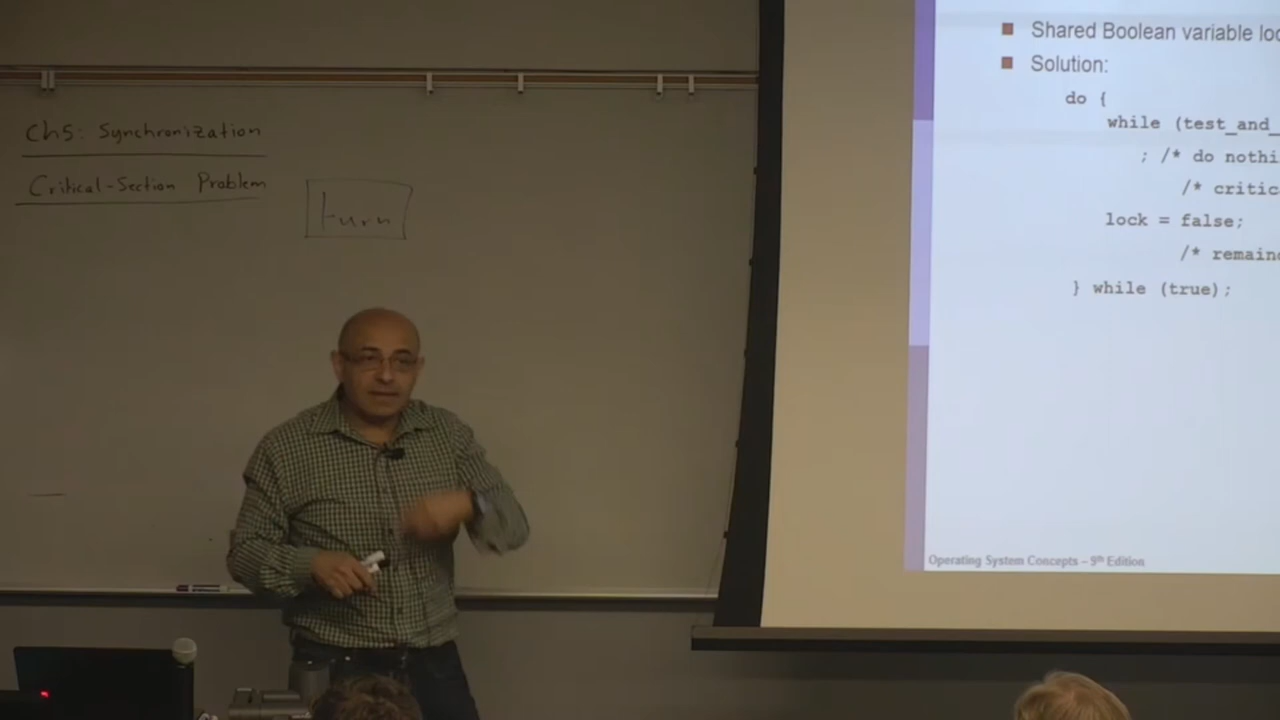 Ch5: Synchronization
Critical-Section Problem
turn
Shared Boolean variable loc
Solution:
do {
while (test_and_
; /* do nothi
/* critic
lock = false;
/* remain
} while (true);
Operating System Concepts – 9th Edition